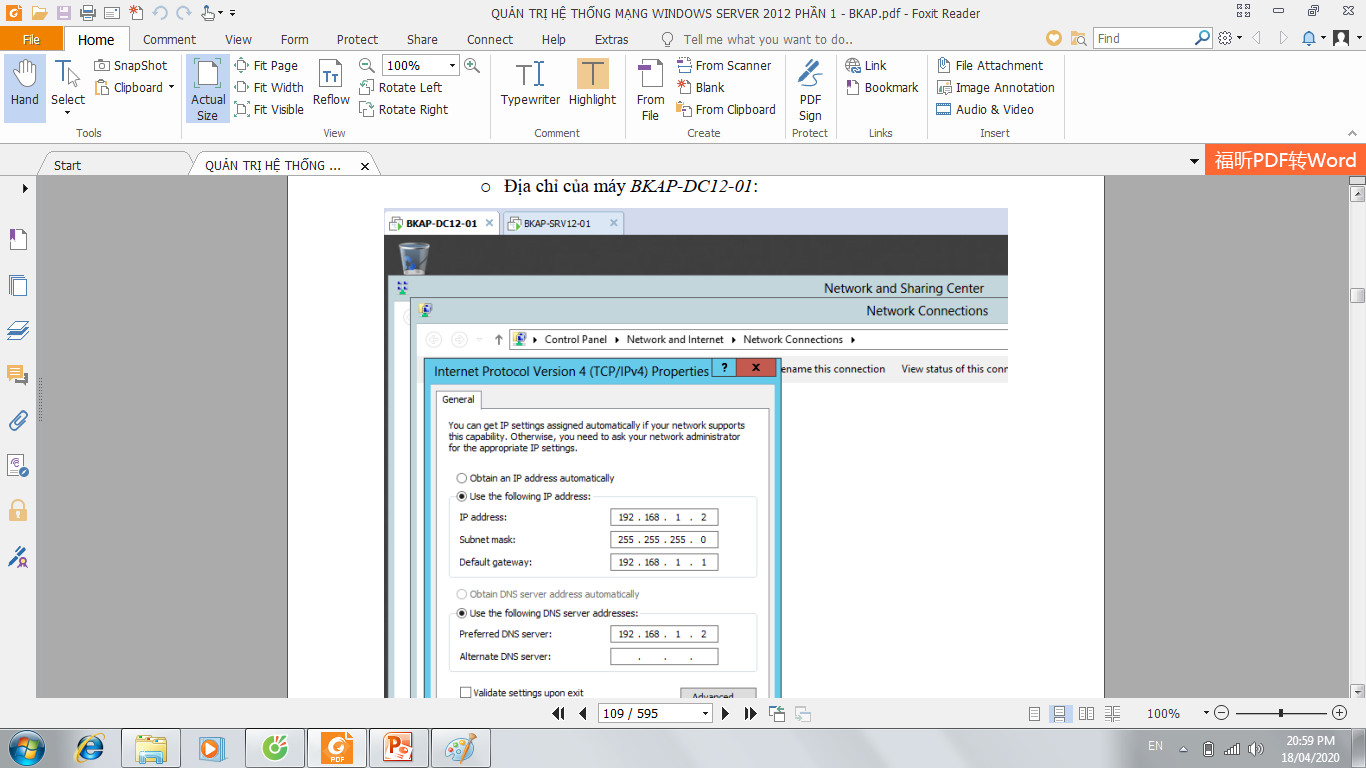 QUẢN TRỊ HỆ THỐNG MẠNG WINDOWS SERVER 2012 PHẦN 1 - BKAP.pdf - Foxit Reader
File Home Comment View Form Protect Share Connect Help Extras Tell me what you want to do.. Find
Hand
Select
SnapShot
Clipboard
Tools
Actual Size
Fit Page
Fit Width
Fit Visible
Reflow
100%
Rotate Left
Rotate Right
View
Typewriter
Highlight
Comment
From File
From Scanner
Blank
From Clipboard
Create
PDF Sign
Protect
Link
Bookmark
Links
File Attachment
Image Annotation
Audio & Video
Insert
Start
QUẢN TRỊ HỆ THỐNG ...
福昕PDF转Word
o Địa chỉ của máy BKAP-DC12-01:
BKAP-DC12-01 BKAP-SRV12-01
Network and Sharing Center
Network Connections
Control Panel Network and Internet Network Connections
Internet Protocol Version 4 (TCP/IPv4) Properties ? x
ename this connection View status of this conn
General
You can get IP settings assigned automatically if your network supports
this capability. Otherwise, you need to ask your network administrator
for the appropriate IP settings.
Obtain an IP address automatically
Use the following IP address:
IP address: 192 . 168 . 1 . 2
Subnet mask: 255 . 255 . 255 . 0
Default gateway: 192 . 168 . 1 . 1
Obtain DNS server address automatically
Use the following DNS server addresses:
Preferred DNS server: 192 . 168 . 1 . 2
Alternate DNS server: . . .
Validate settings upon exit
Advanced...
109 / 595
100%
PDF
EN
20:59 PM
18/04/2020